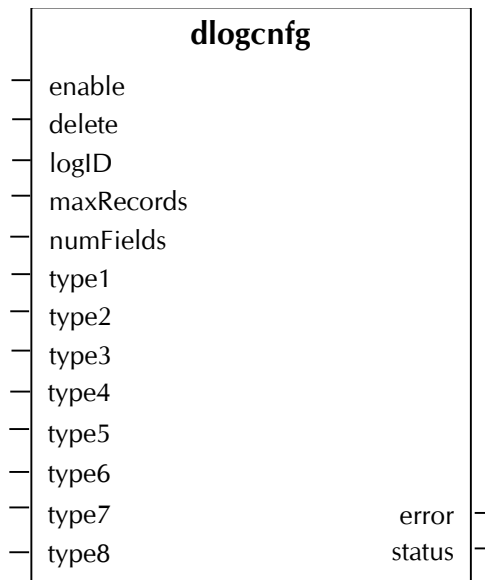 dlogcnfg
enable
delete
logID
maxRecords
numFields
type1
type2
type3
type4
type5
type6
type7
error
type8
status